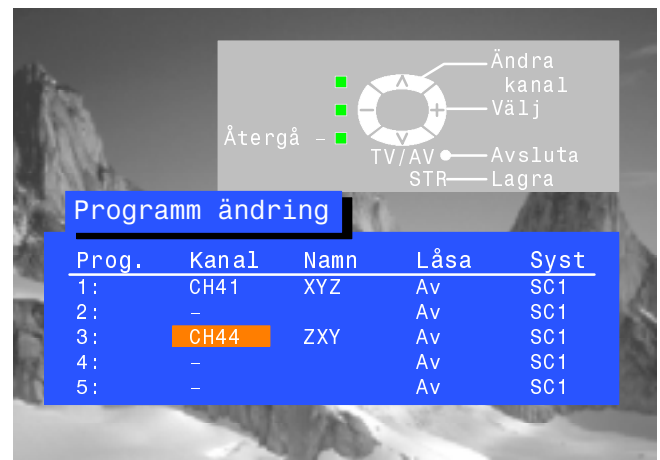 Ändra
kanal
Välj
Återgå –
TV/AV Avsluta
STR Lagra
Programm ändring
Prog. Kanal Namn Låsa Syst
1: CH41 XYZ Av SC1
2: – Av SC1
3: CH44 ZXY Av SC1
4: – Av SC1
5: – Av SC1